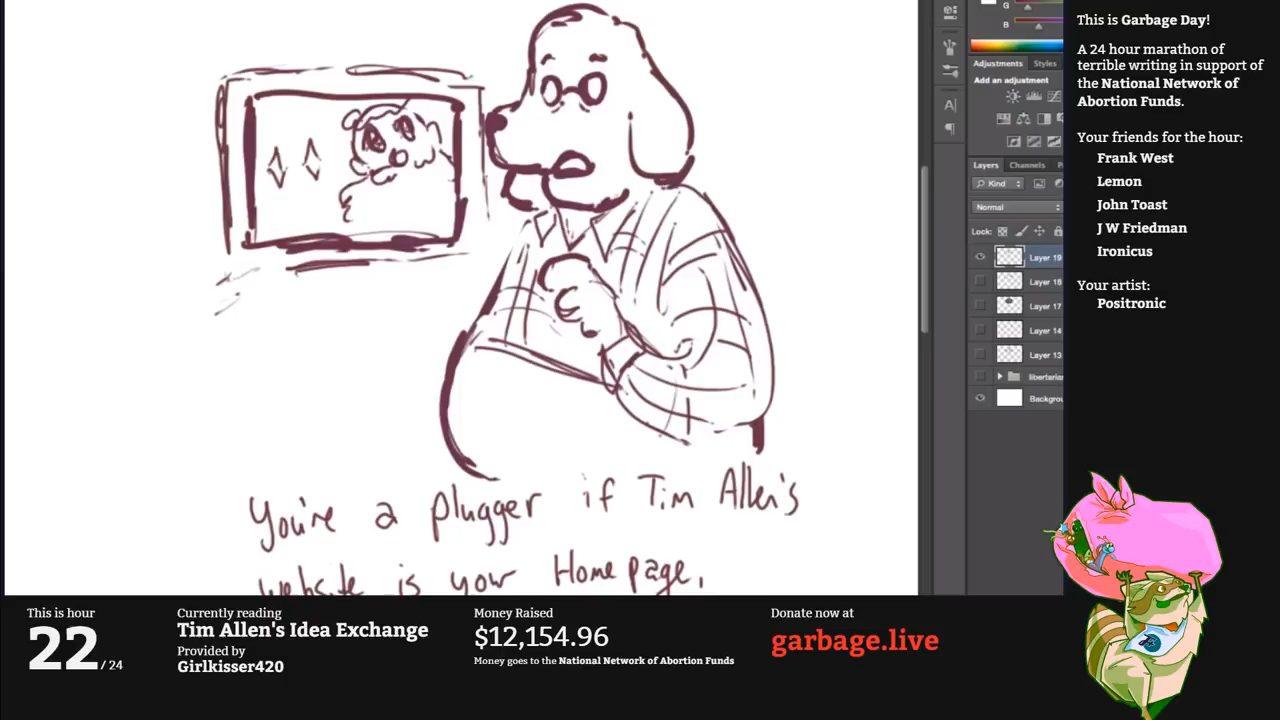 G
B
Adjustments Styles
Add an adjustment
A|
Layers Channels P
Kind
Normal
Lock:
Layer 19
Layer 18
Layer 17
Layer 14
Layer 13
libertaria
Backgrou
You're a plugger if Tim Allen's
website is your Home page,
This is Garbage Day!
A 24 hour marathon of
terrible writing in support of
the National Network of
Abortion Funds.
Your friends for the hour:
Frank West
Lemon
John Toast
J W Friedman
Ironicus
Your artist:
Positronic
This is hour
22 / 24
Currently reading
Tim Allen's Idea Exchange
Provided by
Girlkisser420
Money Raised
$12,154.96
Money goes to the National Network of Abortion Funds
Donate now at
garbage.live